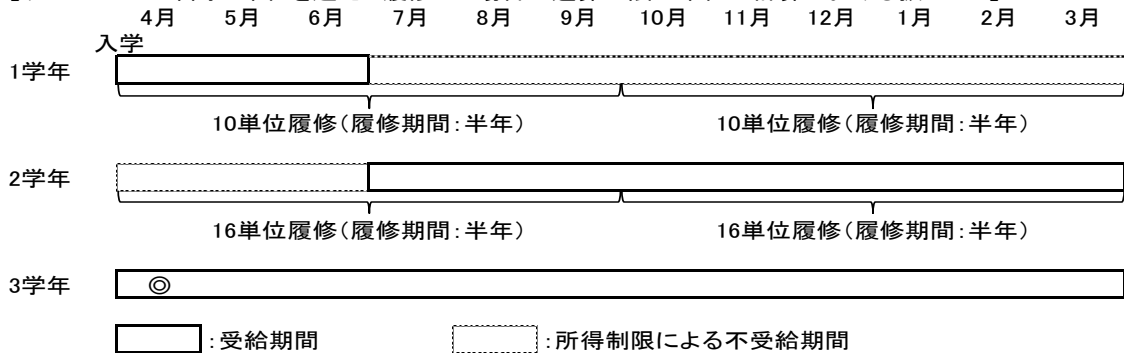 4月 5月 6月 7月 8月 9月 10月 11月 12月 1月 2月 3月
入学
1学年
10単位履修(履修期間:半年) 10単位履修(履修期間:半年)
2学年
16単位履修(履修期間:半年) 16単位履修(履修期間:半年)
3学年 ◎
:受給期間 :所得制限による不受給期間